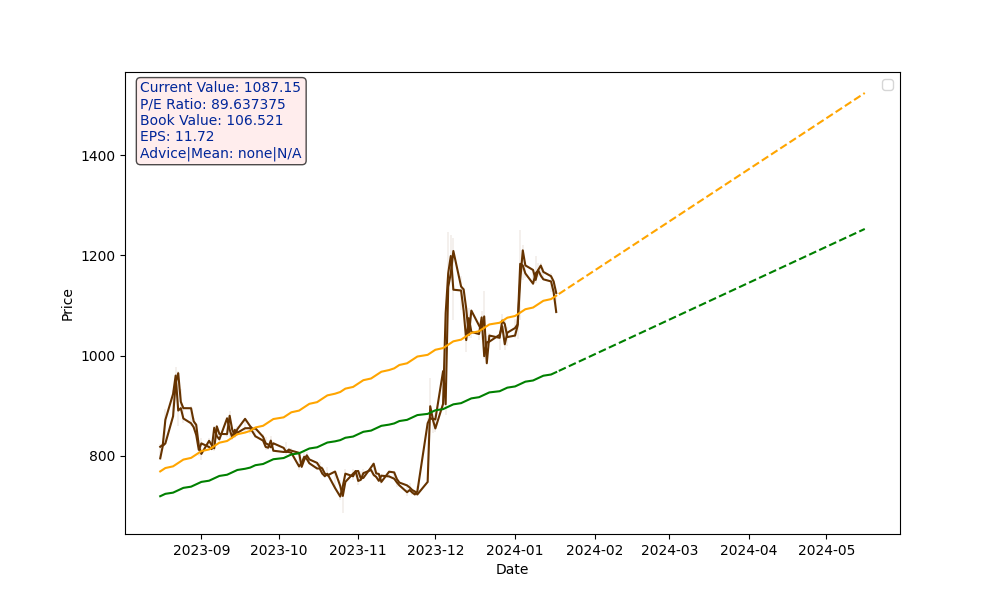 Current Value: 1087.15
P/E Ratio: 89.637375
Book Value: 106.521
EPS: 11.72
Advice|Mean: none|N/A
1400
1200
1000
800
Price
2023-09 2023-10 2023-11 2023-12 2024-01 2024-02 2024-03 2024-04 2024-05
Date